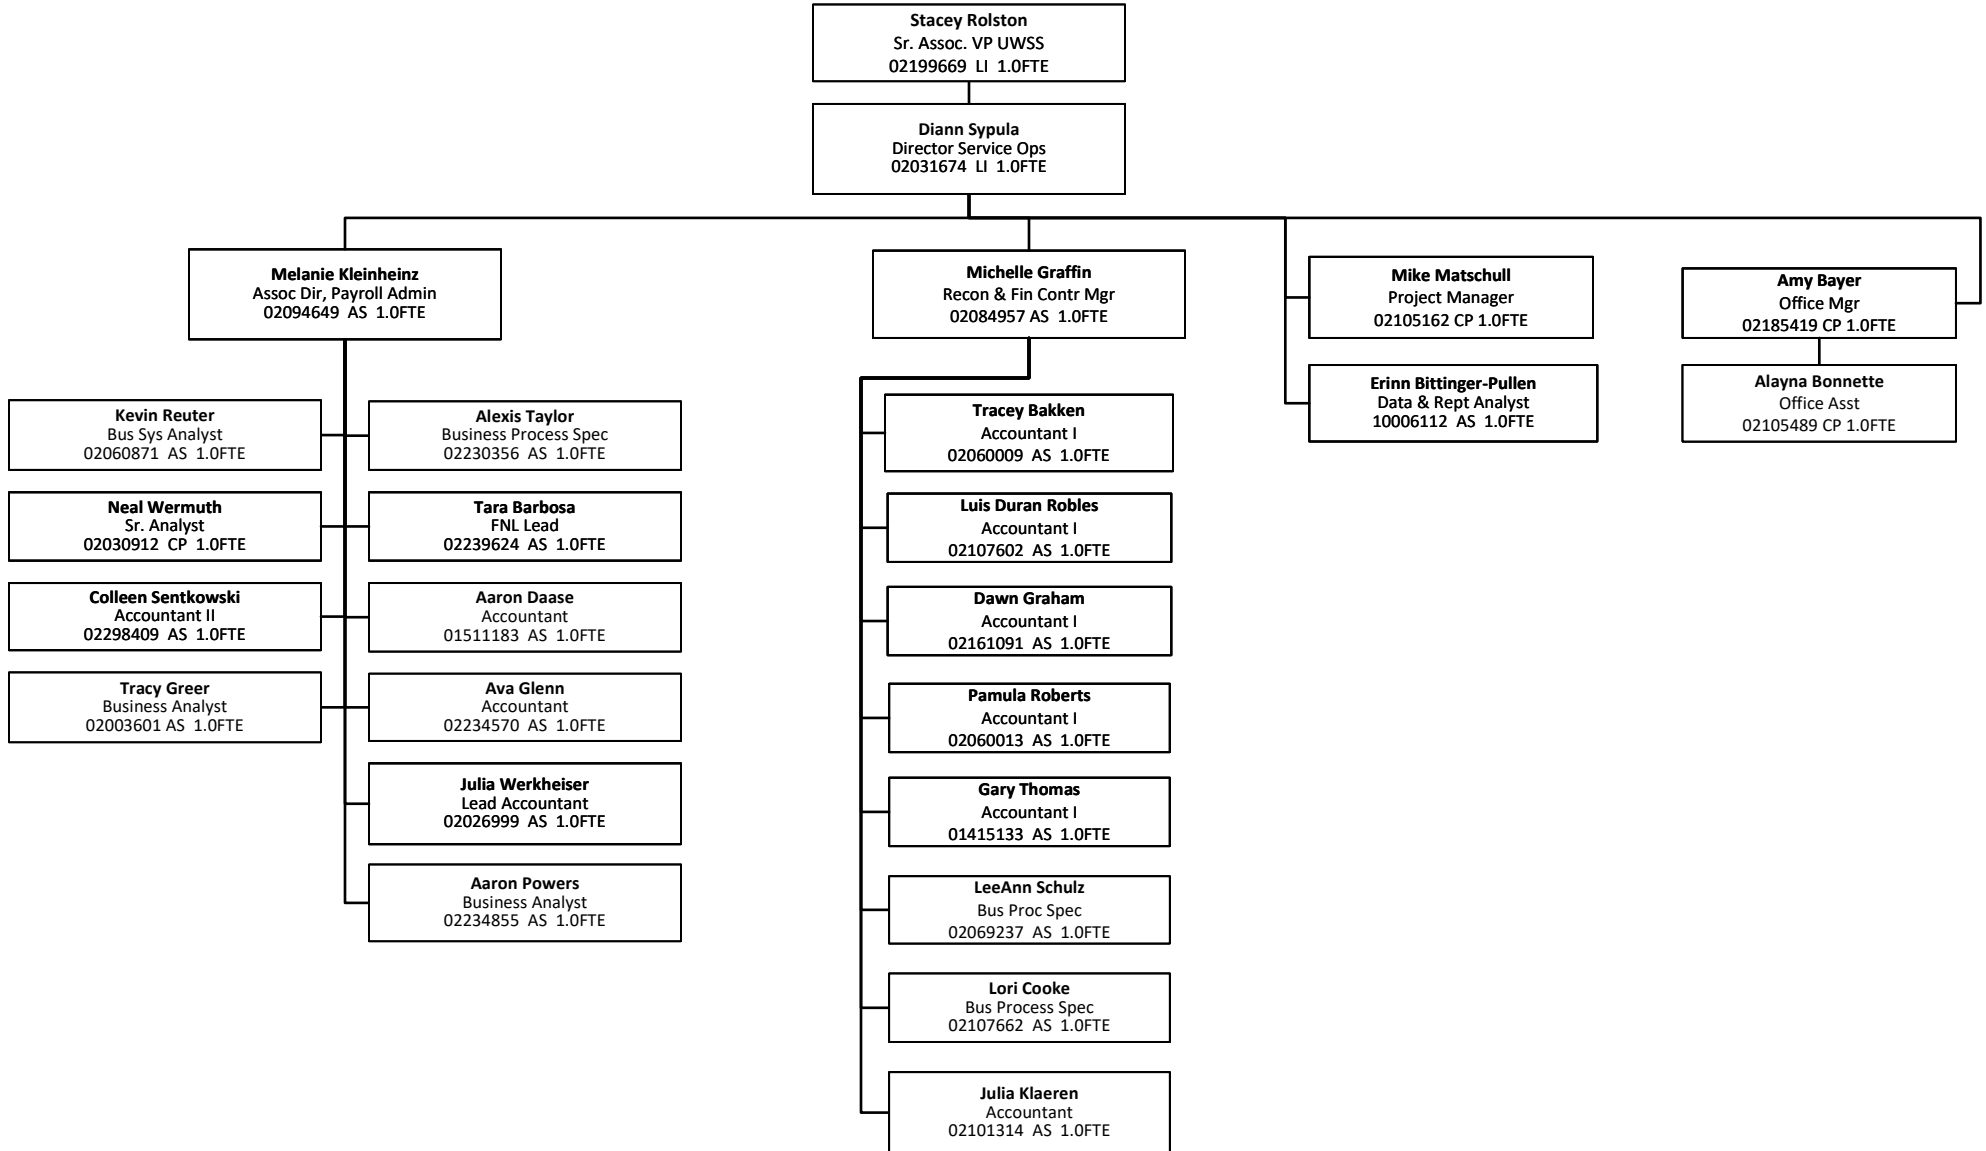 Stacey Rolston
Sr. Assoc. VP UWSS
02199669 LI 1.0FTE
Diann Sypula
Director Service Ops
02031674 LI 1.0FTE
Melanie Kleinheinz
Assoc Dir, Payroll Admin
02094649 AS 1.0FTE
Michelle Graffin
Recon & Fin Contr Mgr
02084957 AS 1.0FTE
Mike Matschull
Project Manager
02105162 CP 1.0FTE
Amy Bayer
Office Mgr
02185419 CP 1.0FTE
Erinn Bittinger-Pullen
Data & Rept Analyst
10006112 AS 1.0FTE
Alayna Bonnette
Office Asst
02105489 CP 1.0FTE
Kevin Reuter
Bus Sys Analyst
02060871 AS 1.0FTE
Alexis Taylor
Business Process Spec
02230356 AS 1.0FTE
Neal Wermuth
Sr. Analyst
02030912 CP 1.0FTE
Tara Barbosa
FNL Lead
02239624 AS 1.0FTE
Colleen Sentkowski
Accountant II
02298409 AS 1.0FTE
Aaron Daase
Accountant
01511183 AS 1.0FTE
Tracy Greer
Business Analyst
02003601 AS 1.0FTE
Ava Glenn
Accountant
02234570 AS 1.0FTE
Julia Werkheiser
Lead Accountant
02026999 AS 1.0FTE
Aaron Powers
Business Analyst
02234855 AS 1.0FTE
Tracey Bakken
Accountant I
02060009 AS 1.0FTE
Luis Duran Robles
Accountant I
02107602 AS 1.0FTE
Dawn Graham
Accountant I
02161091 AS 1.0FTE
Pamula Roberts
Accountant I
02060013 AS 1.0FTE
Gary Thomas
Accountant I
01415133 AS 1.0FTE
LeeAnn Schulz
Bus Proc Spec
02069237 AS 1.0FTE
Lori Cooke
Bus Process Spec
02107662 AS 1.0FTE
Julia Klaeren
Accountant
02101314 AS 1.0FTE